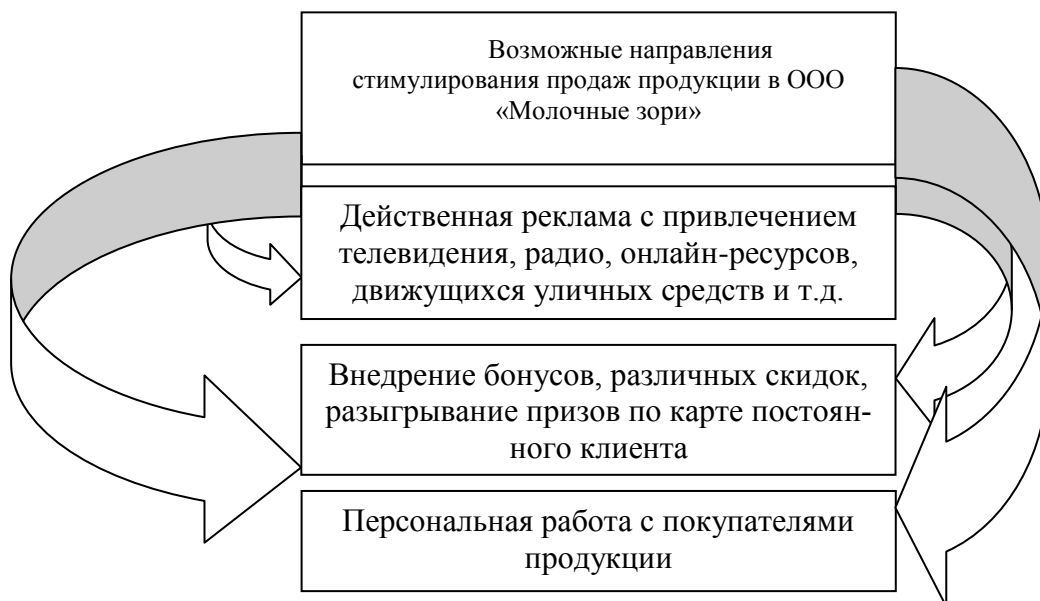 Возможные направления
стимулирования продаж продукции в ООО
«Молочные зори»
Действенная реклама с привлечением
телевидения, радио, онлайн-ресурсов,
движущихся уличных средств и т.д.
Внедрение бонусов, различных скидок,
разыгрывание призов по карте постоян-
ного клиента
Персональная работа с покупателями
продукции